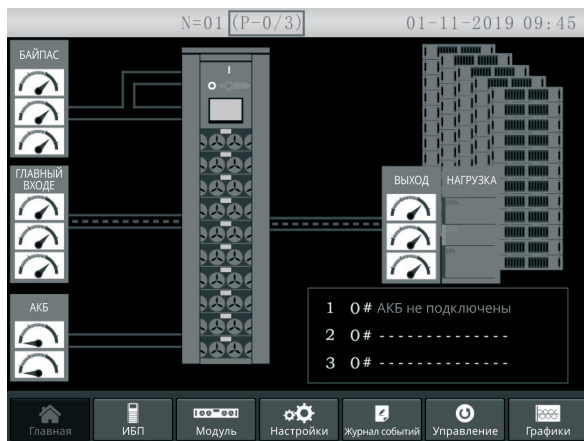 N=01 (P-0/3) 01-11-2019 09:45
БАЙПАС
ГЛАВНЫЙ
ВХОДЕ
АКБ
ВЫХОД НАГРУЗКА
1 0# АКБ не подключены
2 0# --------------
3 0# --------------
Главная ИБП Модуль Настройки Журнал событий Управление Графики